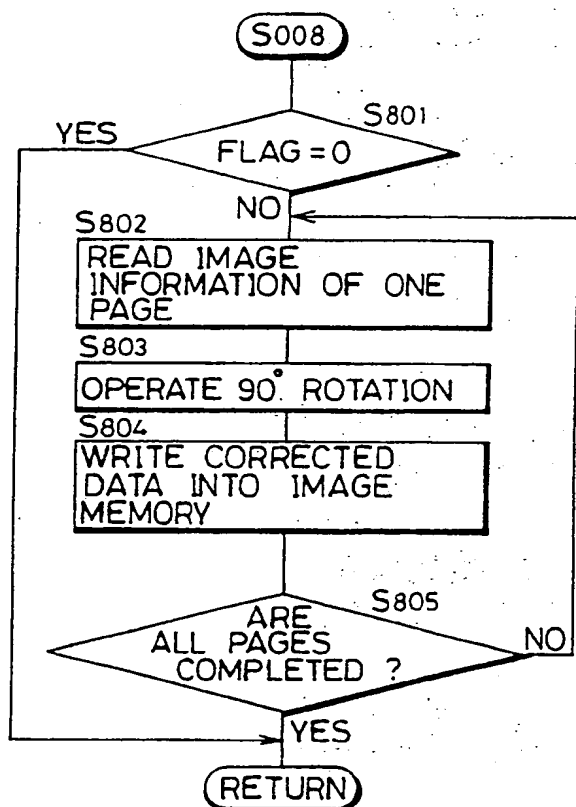 S008
S801
YES
FLAG = 0
NO
S802
READ IMAGE
INFORMATION OF ONE
PAGE
S803
OPERATE 90° ROTATION
S804
WRITE CORRECTED
DATA INTO IMAGE
MEMORY
S805
ARE
ALL PAGES
COMPLETED ?
NO
YES
RETURN